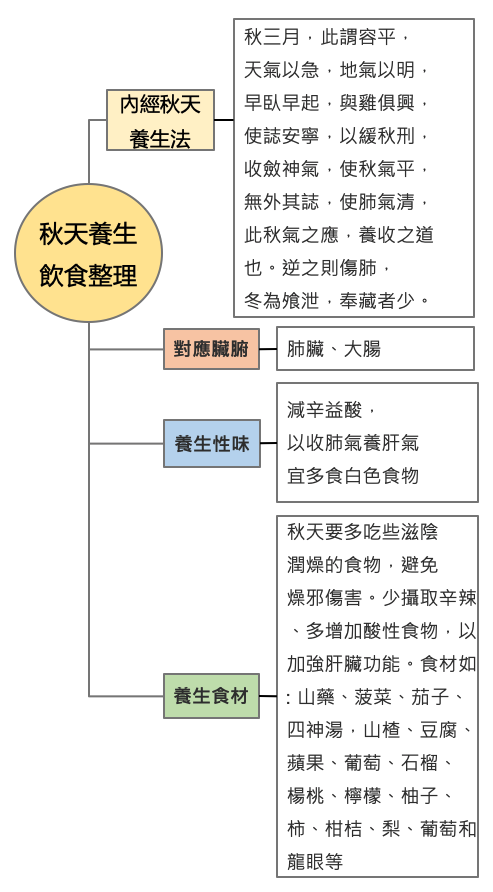 秋天養生
飲食整理
內經秋天
養生法
秋三月，此謂容平，
天氣以急，地氣以明，
早臥早起，與雞俱興，
使誌安寧，以緩秋刑，
收斂神氣，使秋氣平，
無外其誌，使肺氣清，
此秋氣之應，養收之道
也。逆之則傷肺，
冬為飧泄，奉藏者少。
對應臟腑
肺臟、大腸
養生性味
減辛益酸，
以收肺氣養肝氣
宜多食白色食物
養生食材
秋天要多吃些滋陰
潤燥的食物，避免
燥邪傷害。少攝取辛辣
、多增加酸性食物，以
加強肝臟功能。食材如
：山藥、菠菜、茄子、
四神湯，山楂、豆腐、
蘋果、葡萄、石榴、
楊桃、檸檬、柚子、
柿、柑桔、梨、葡萄和
龍眼等